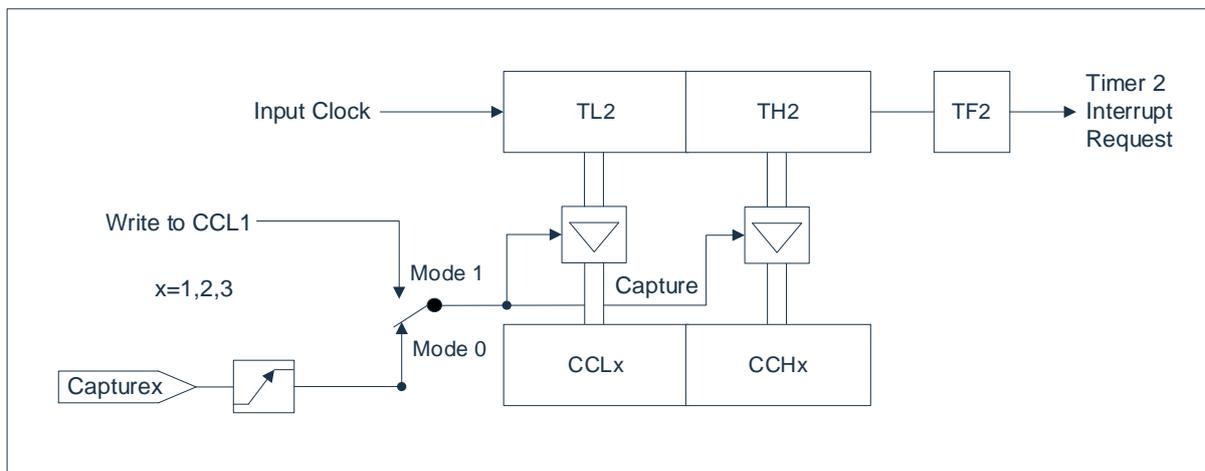 Timer 2
Interrupt
Request
Input Clock
TL2
TH2
TF2
Write to CCL1
Mode 1
x=1,2,3
Capture
Mode 0
CCLx
CCHx
Capturex